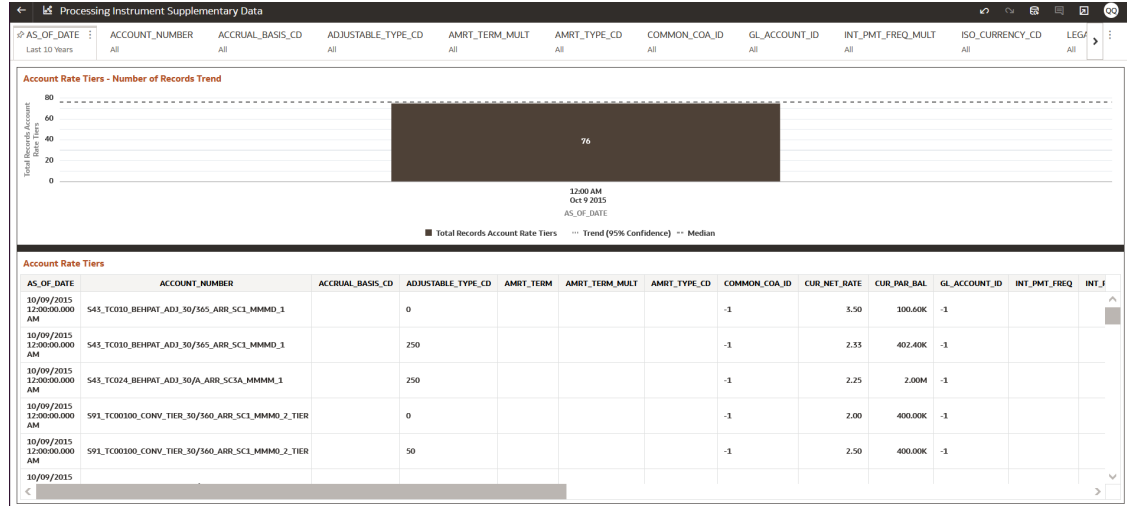 Processing Instrument Supplementary Data
QQ
AS_OF_DATE ACCOUNT_NUMBER ACCRUAL_BASIS_CD ADJUSTABLE_TYPE_CD AMRT_TERM_MULT AMRT_TYPE_CD COMMON_COA_ID GL_ACCOUNT_ID INT_PMT_FREQ_MULT ISO_CURRENCY_CD LEGA
Last 10 Years All All All All All All All All All All
Account Rate Tiers - Number of Records Trend
Total Records Account
Rate Tiers
80
60
40
20
0
76
12:00 AM
Oct 9 2015
AS_OF_DATE
Total Records Account Rate Tiers Trend (95% Confidence) Median
Account Rate Tiers
AS_OF_DATE ACCOUNT_NUMBER ACCRUAL_BASIS_CD ADJUSTABLE_TYPE_CD AMRT_TERM AMRT_TERM_MULT AMRT_TYPE_CD COMMON_COA_ID CUR_NET_RATE CUR_PAR_BAL GL_ACCOUNT_ID INT_PMT_FREQ INT_F
10/09/2015
12:00:00.000 S43_TC010_BEHPAT_ADJ_30/365_ARR_SC1_MMMD_1 0 -1 3.50 100.60K -1
AM
10/09/2015
12:00:00.000 S43_TC010_BEHPAT_ADJ_30/365_ARR_SC1_MMMD_1 250 -1 2.33 402.40K -1
AM
10/09/2015
12:00:00.000 S43_TC024_BEHPAT_ADJ_30/A_ARR_SC3A_MMMM_1 250 -1 2.25 2.00M -1
AM
10/09/2015
12:00:00.000 S91_TC00100_CONV_TIER_30/360_ARR_SC1_MMM0_2_TIER 0 -1 2.00 400.00K -1
AM
10/09/2015
12:00:00.000 S91_TC00100_CONV_TIER_30/360_ARR_SC1_MMM0_2_TIER 50 -1 2.50 400.00K -1
AM
10/09/2015